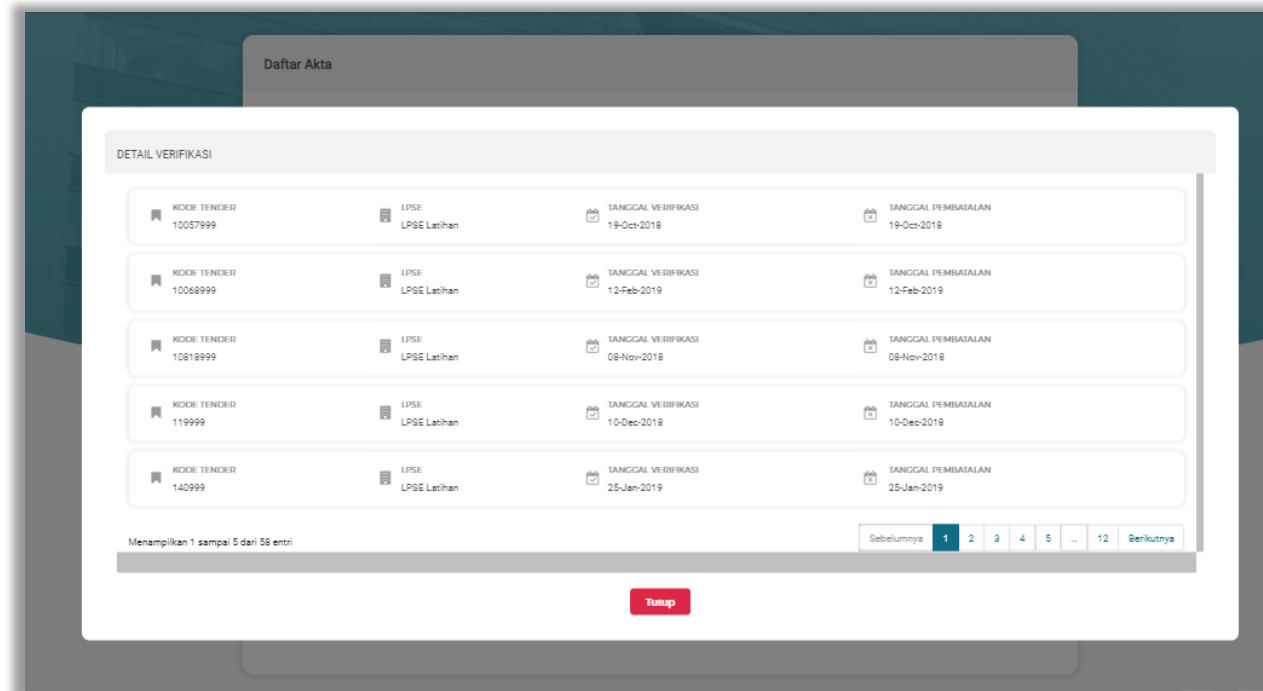 Daftar Akta
DETAIL VERIFIKASI
KODE TENDER LPSE TANGGAL VERIFIKASI TANGGAL PEMBATALAN
10057999 LPSE Latihan 19-Oct-2018 19-Oct-2018
KODE TENDER LPSE TANGGAL VERIFIKASI TANGGAL PEMBATALAN
10068999 LPSE Latihan 12-Feb-2019 12-Feb-2019
KODE TENDER LPSE TANGGAL VERIFIKASI TANGGAL PEMBATALAN
10818999 LPSE Latihan 08-Nov-2018 08-Nov-2018
KODE TENDER LPSE TANGGAL VERIFIKASI TANGGAL PEMBATALAN
119999 LPSE Latihan 10-Dec-2018 10-Dec-2018
KODE TENDER LPSE TANGGAL VERIFIKASI TANGGAL PEMBATALAN
140999 LPSE Latihan 25-Jan-2019 25-Jan-2019
Menampilkan 1 sampai 5 dari 58 entri Sebelumnya 1 2 3 4 5 … 12 Berikutnya
Tutup